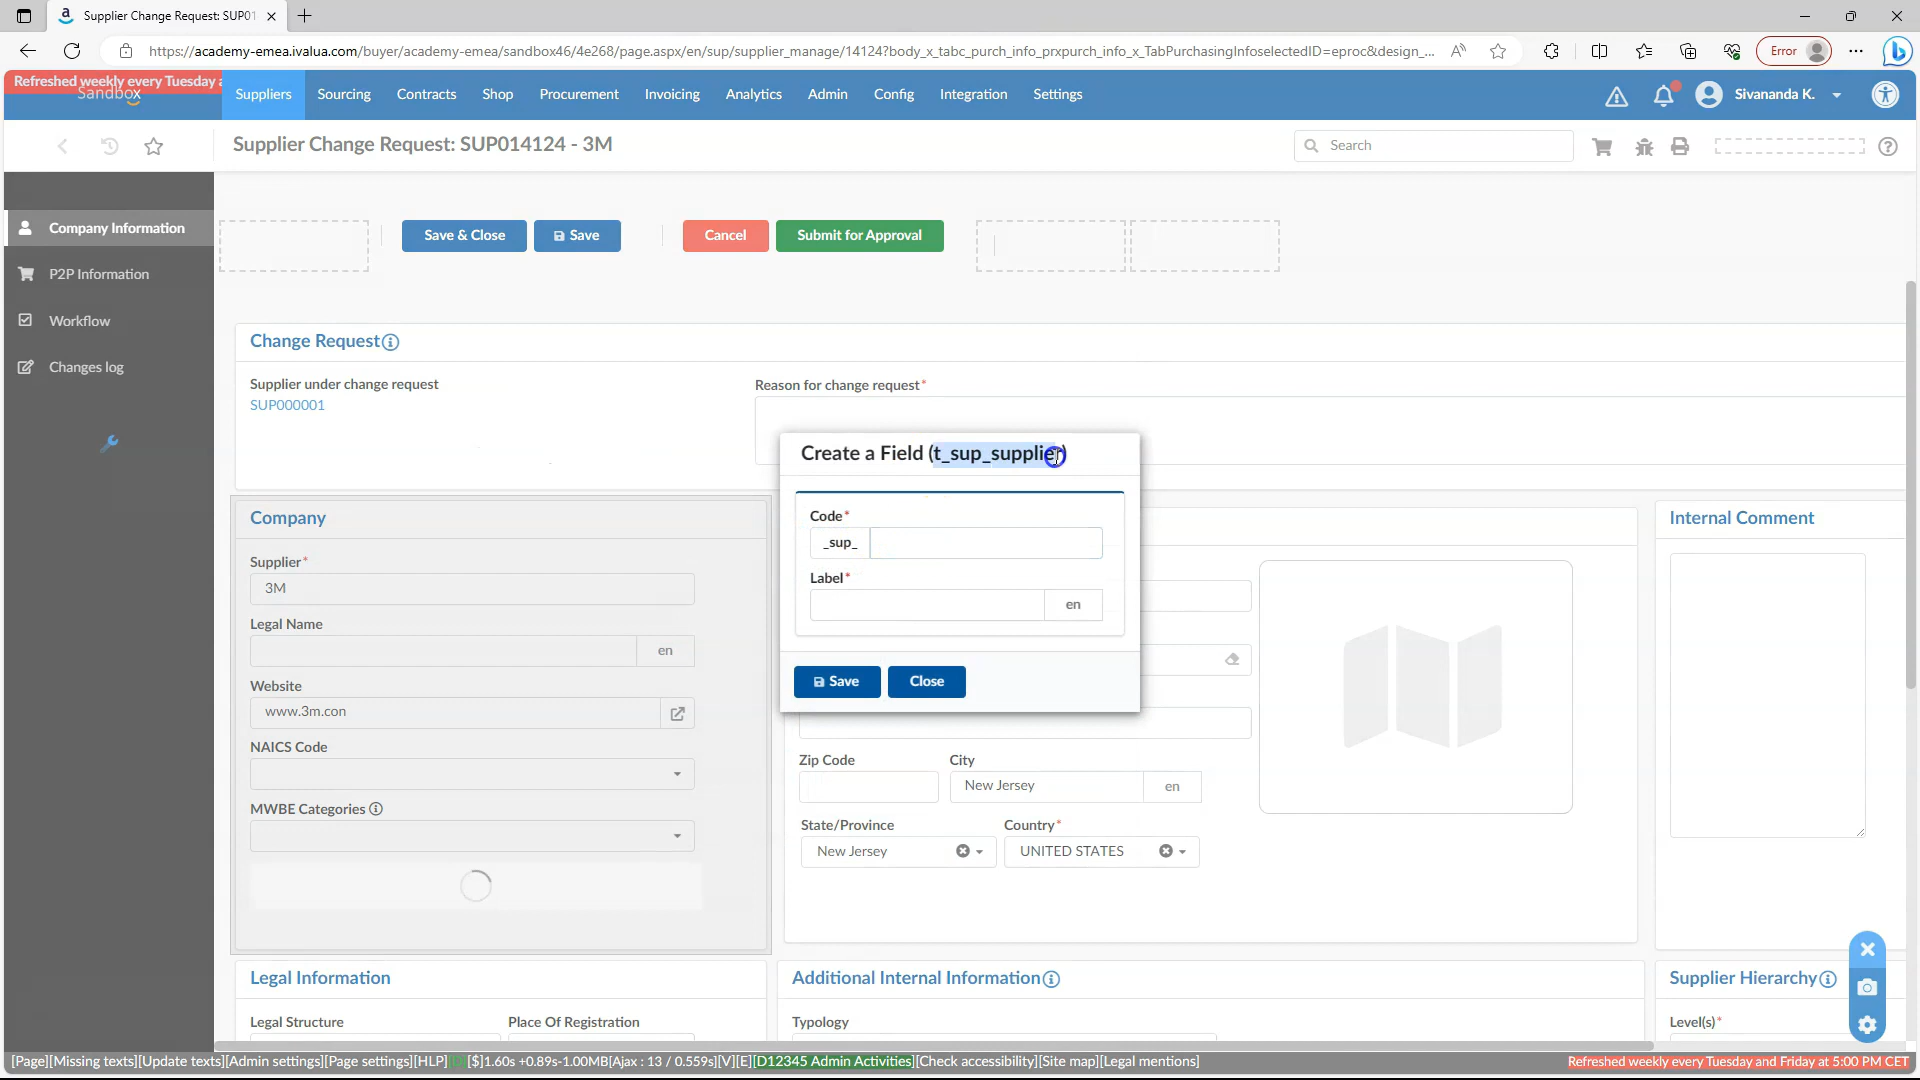 Supplier Change Request: SUP01
https://academy-emea.ivalua.com/buyer/academy-emea/sandbox46/4e268/page.aspx/en/sup/supplier_manage/14124?body_x_tabc_purch_info_prxpurch_info_x_TabPurchasingInfoselectedID=eproc&design_...
Error
Refreshed weekly every Tuesday a
Sandbox
Suppliers
Sourcing
Contracts
Shop
Procurement
Invoicing
Analytics
Admin
Config
Integration
Settings
Sivananda K.
Supplier Change Request: SUP014124 - 3M
Search
Company Information
P2P Information
Workflow
Changes log
Save & Close
Save
Cancel
Submit for Approval
Change Request
Supplier under change request
SUP000001
Reason for change request*
Create a Field (t_sup_supplier)
Code*
_sup_
Label*
en
Save
Close
Company
Supplier*
3M
Legal Name
en
Website
www.3m.con
NAICS Code
MWBE Categories
Zip Code
City
New Jersey
en
State/Province
New Jersey
Country*
UNITED STATES
Internal Comment
Legal Information
Legal Structure
Place Of Registration
Additional Internal Information
Typology
Supplier Hierarchy
Level(s)*
[Page][Missing texts][Update texts][Admin settings][Page settings][HLP] [$]1.60s +0.89s-1.00MB[Ajax : 13 / 0.559s][V][E][D12345 Admin Activities][Check accessibility][Site map][Legal mentions]
Refreshed weekly every Tuesday and Friday at 5:00 PM CET